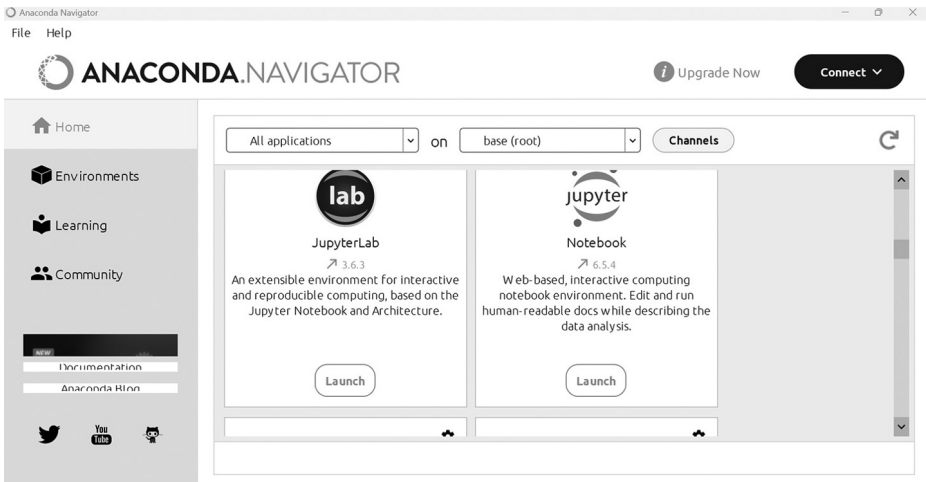 Anaconda Navigator
File Help
ANACONDA.NAVIGATOR
i Upgrade Now
Connect
Home
Environments
Learning
Community
NEW
Documentation
Anaconda Blog
You
Tube
All applications
on
base (root)
Channels
lab
JupyterLab
3.6.3
An extensible environment for interactive
and reproducible computing, based on the
Jupyter Notebook and Architecture.
Launch
jupyter
Notebook
6.5.4
Web-based, interactive computing
notebook environment. Edit and run
human-readable docs while describing the
data analysis.
Launch